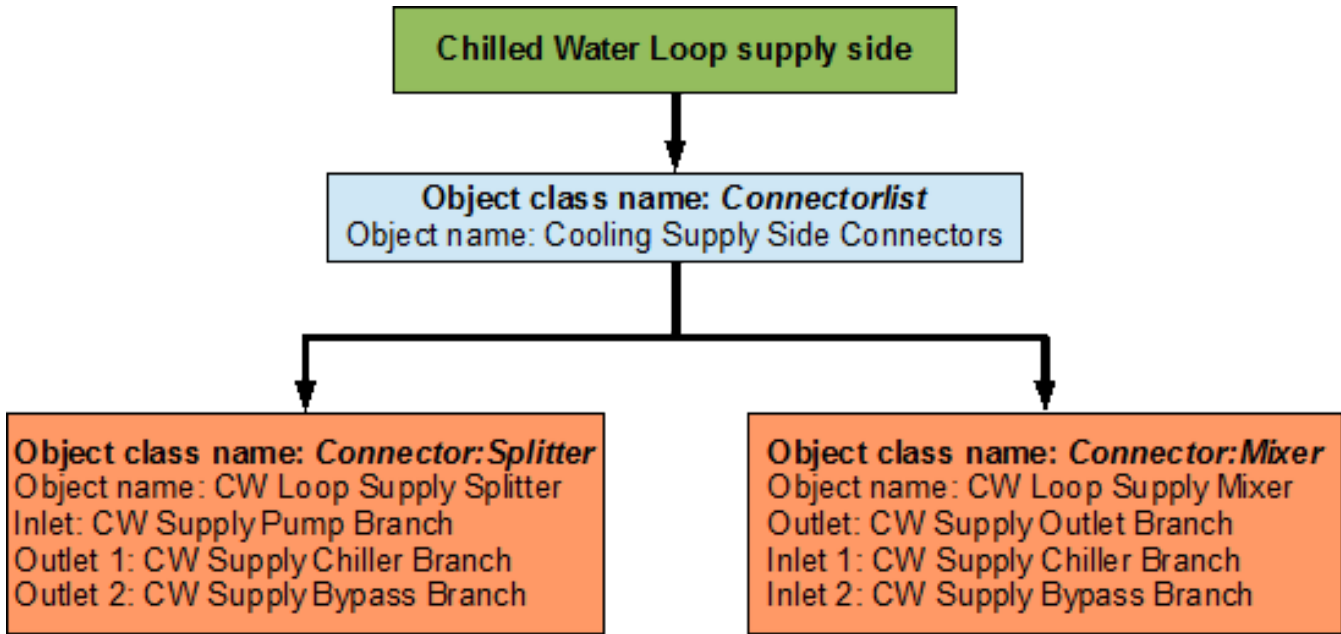 Chilled Water Loop supply side
Object class name: Connectorlist
Object name: Cooling Supply Side Connectors
Object class name: Connector:Splitter
Object name: CW Loop Supply Splitter
Inlet: CW Supply Pump Branch
Outlet 1: CW Supply Chiller Branch
Outlet 2: CW Supply Bypass Branch
Object class name: Connector:Mixer
Object name: CW Loop Supply Mixer
Outlet: CW Supply Outlet Branch
Inlet 1: CW Supply Chiller Branch
Inlet 2: CW Supply Bypass Branch